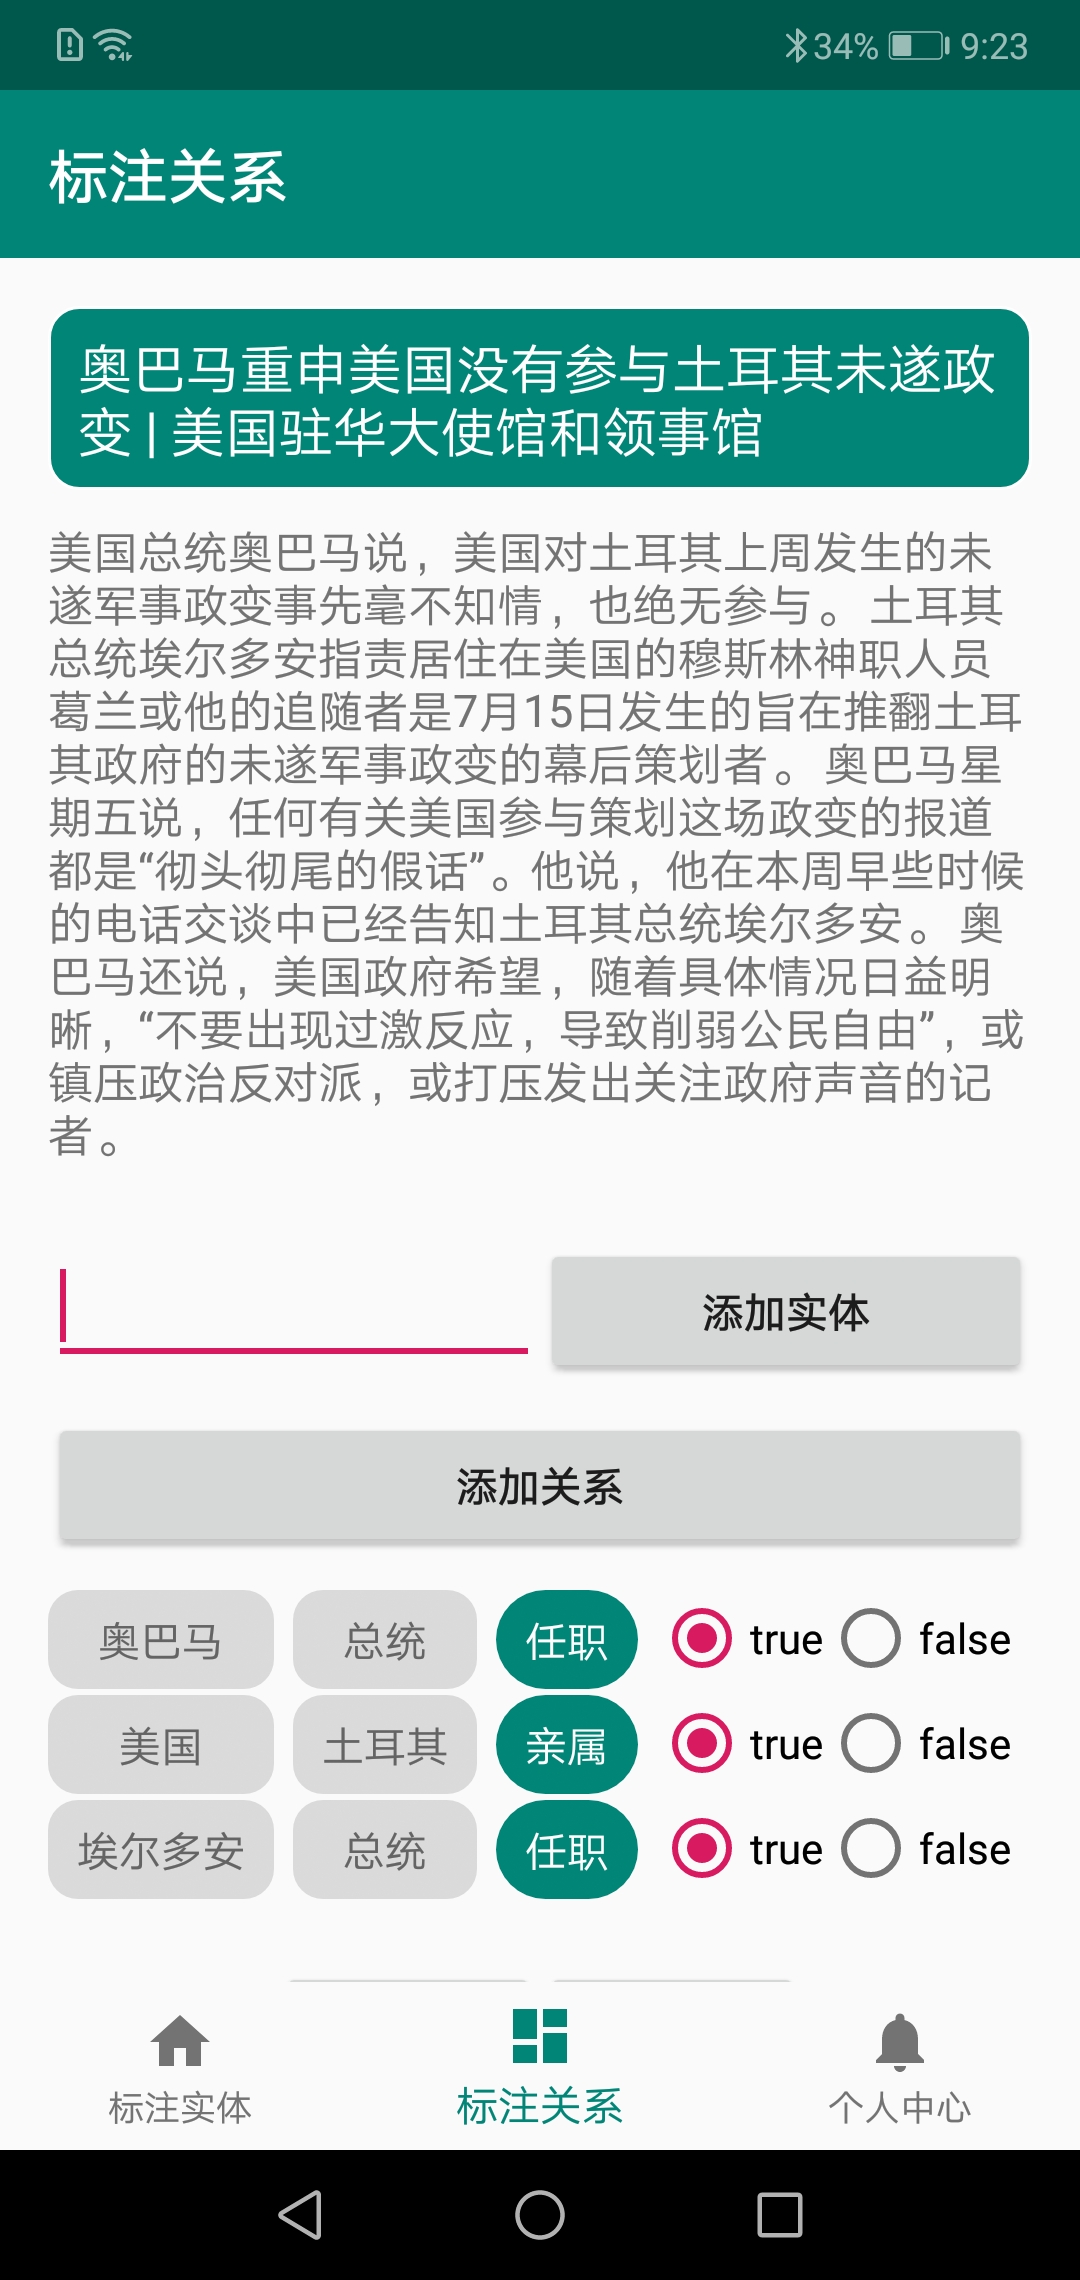 34% 9:23
标注关系
奥巴马重申美国没有参与土耳其未遂政
变 | 美国驻华大使馆和领事馆
美国总统奥巴马说，美国对土耳其上周发生的未
遂军事政变事先毫不知情，也绝无参与。 土耳其
总统埃尔多安指责居住在美国的穆斯林神职人员
葛兰或他的追随者是7月15日发生的旨在推翻土耳
其政府的未遂军事政变的幕后策划者。 奥巴马星
期五说，任何有关美国参与策划这场政变的报道
都是“彻头彻尾的假话”。他说，他在本周早些时候
的电话交谈中已经告知土耳其总统埃尔多安。 奥
巴马还说，美国政府希望，随着具体情况日益明
晰，“不要出现过激反应，导致削弱公民自由”，或
镇压政治反对派，或打压发出关注政府声音的记
者。
添加实体
添加关系
奥巴马 总统 任职 true false
美国 土耳其 亲属 true false
埃尔多安 总统 任职 true false
标注实体 标注关系 个人中心